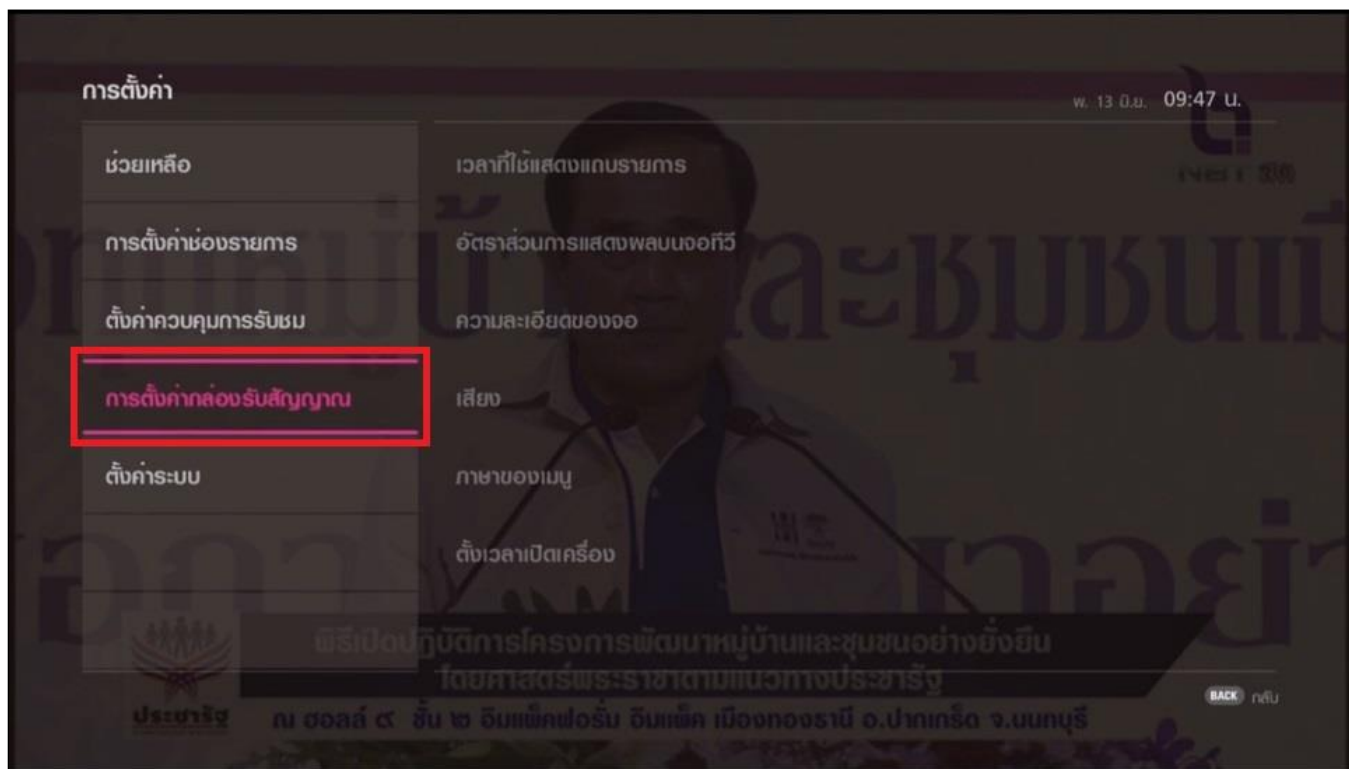 การตั้งค่า
พ. 13 มิ.ย. 09:47 น.
ช่วยเหลือ
เวลาที่ใช้แสดงแถบรายการ
การตั้งค่าช่องรายการ
อัตราส่วนการแสดงผลบนจอทีวี
ตั้งค่าควบคุมการรับชม
ความละเอียดของจอ
การตั้งค่ากล่องรับสัญญาณ
เสียง
ตั้งค่าระบบ
ภาษาของเมนู
ตั้งเวลาเปิดเครื่อง
พิธีเปิดปฏิบัติการโครงการพัฒนาหมู่บ้านและชุมชนอย่างยั่งยืน
โดยศาสตร์พระราชาตามแนวทางประชารัฐ
BACK กลับ
ประชารัฐ
ณ ฮอลล์ ๔ ชั้น ๒ อิมแพ็คฟอรั่ม อิมแพ็ค เมืองทองธานี อ.ปากเกร็ด จ.นนทบุรี